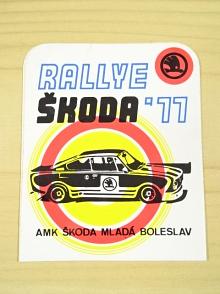 RALLYE
ŠKODA '77
AMK ŠKODA MLADÁ BOLESLAV